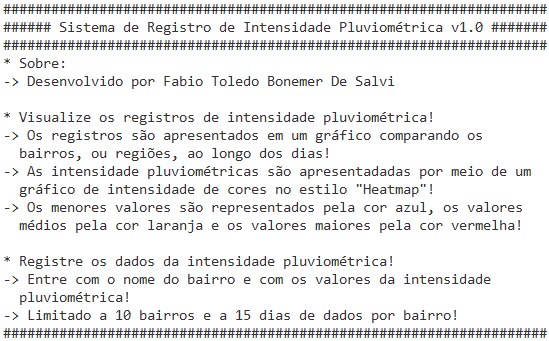 ####################################################################
###### Sistema de Registro de Intensidade Pluviométrica v1.0 #######
####################################################################
* Sobre:
-> Desenvolvido por Fabio Toledo Bonemer De Salvi

* Visualize os registros de intensidade pluviométrica!
-> Os registros são apresentados em um gráfico comparando os
  bairros, ou regiões, ao longo dos dias!
-> As intensidade pluviométricas são apresentadadas por meio de um
  gráfico de intensidade de cores no estilo "Heatmap"!
-> Os menores valores são representados pela cor azul, os valores
  médios pela cor laranja e os valores maiores pela cor vermelha!

* Registre os dados da intensidade pluviométrica!
-> Entre com o nome do bairro e com os valores da intensidade
  pluviométrica!
-> Limitado a 10 bairros e a 15 dias de dados por bairro!
####################################################################